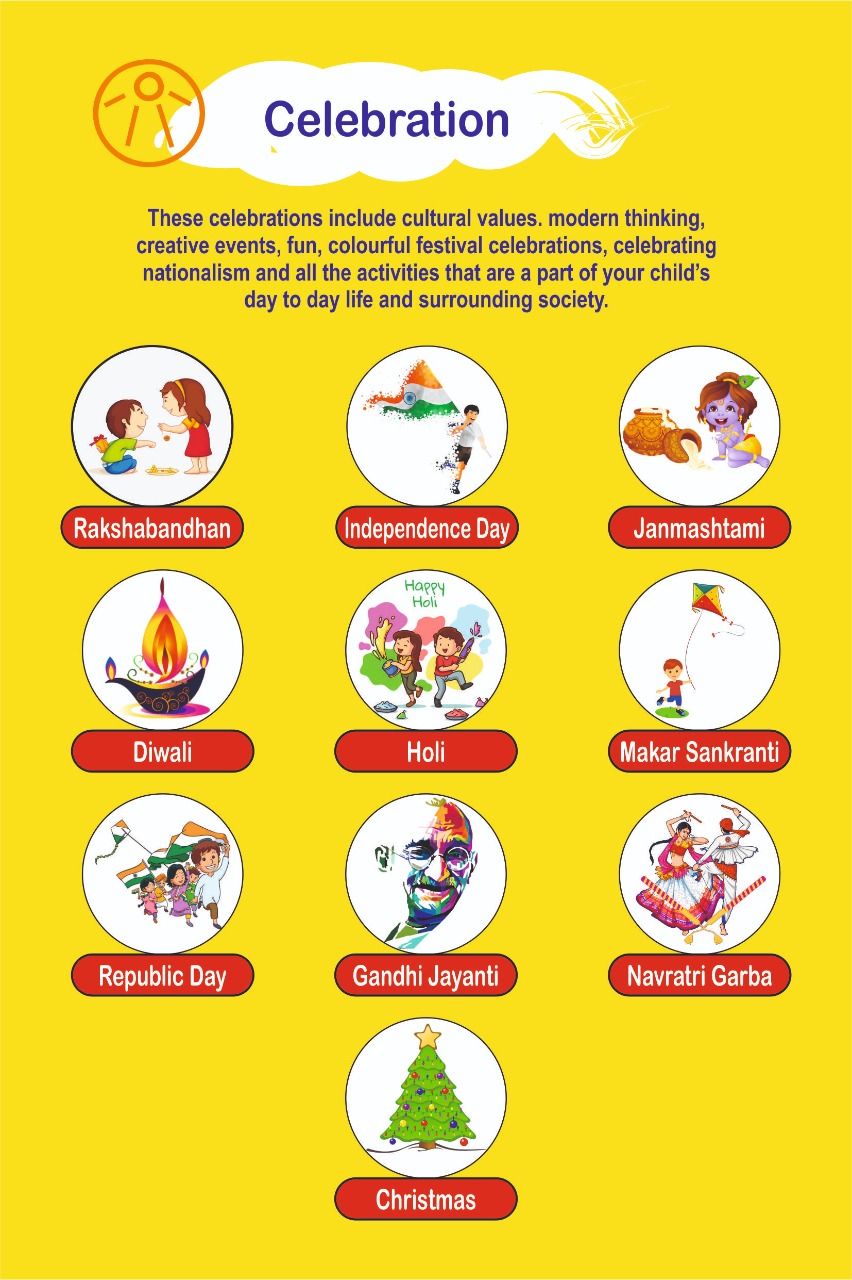 Celebration
These celebrations include cultural values. modern thinking,
creative events, fun, colourful festival celebrations, celebrating
nationalism and all the activities that are a part of your child's
day to day life and surrounding society.
Rakshabandhan
Independence Day
Janmashtami
Happy
Holi
Diwali
Holi
Makar Sankranti
Republic Day
Gandhi Jayanti
Navratri Garba
Christmas